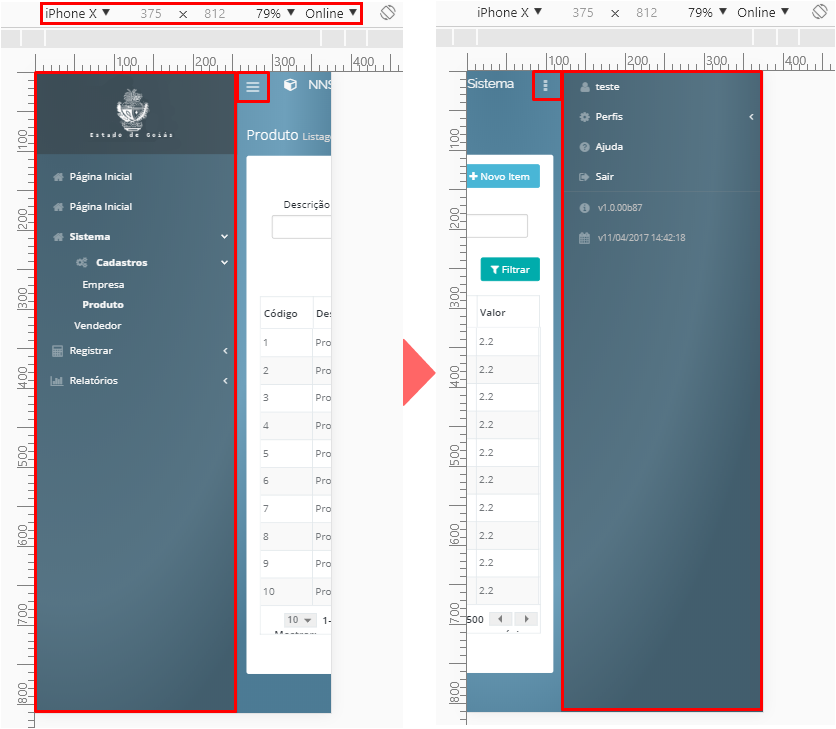 iPhone X ▼ 375 × 812 79% ▼ Online ▼
100 200 300 400
Estado de Goiás
Página Inicial
Página Inicial
Sistema
Cadastros
Empresa
Produto
Vendedor
Registrar
Relatórios
NNS
Produto Listag
Descrição
Código Des
1 Pro
2 Pro
3 Pro
4 Pro
5 Pro
6 Pro
7 Pro
8 Pro
9 Pro
10 Pro
10 1-
Mostram
100
200
300
400
500
600
700
800
iPhone X ▼ 375 × 812 79% ▼ Online ▼
100 200 300 400
Sistema
Novo Item
Filtrar
Valor
2.2
2.2
2.2
2.2
2.2
2.2
2.2
2.2
2.2
2.2
500
teste
Perfis
Ajuda
Sair
v1.0.00b87
v11/04/2017 14:42:18
100
200
300
400
500
600
700
800